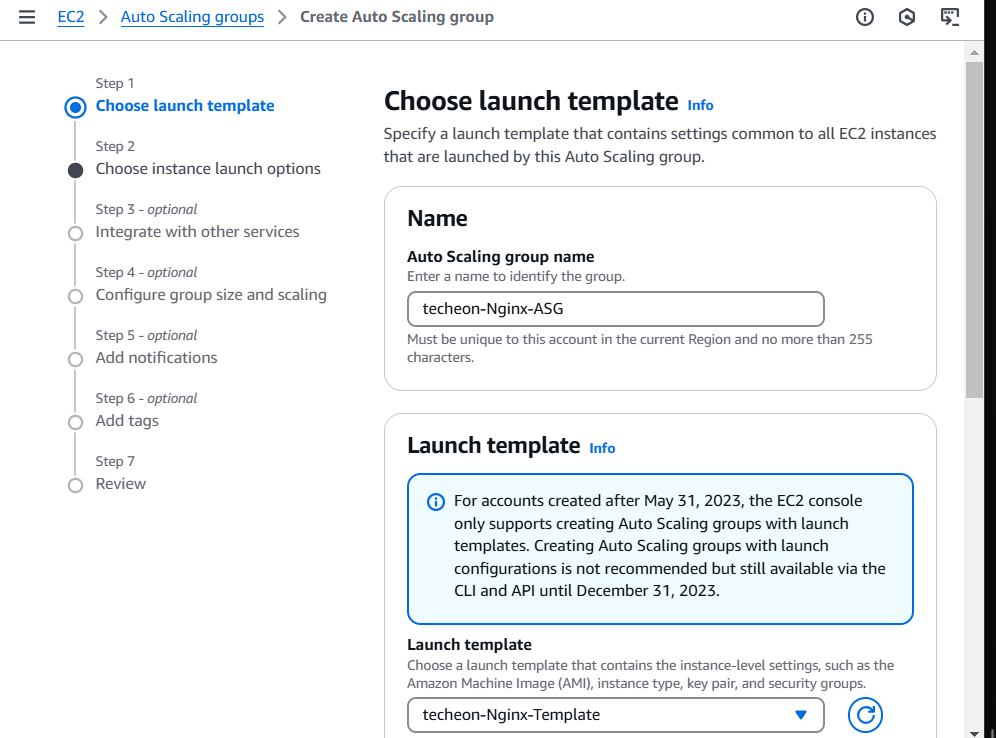 EC2 > Auto Scaling groups > Create Auto Scaling group
Step 1
Choose launch template
Step 2
Choose instance launch options
Step 3 - optional
Integrate with other services
Step 4 - optional
Configure group size and scaling
Step 5 - optional
Add notifications
Step 6 - optional
Add tags
Step 7
Review
Choose launch template Info
Specify a launch template that contains settings common to all EC2 instances
that are launched by this Auto Scaling group.
Name
Auto Scaling group name
Enter a name to identify the group.
techeon-Nginx-ASG
Must be unique to this account in the current Region and no more than 255
characters.
Launch template Info
For accounts created after May 31, 2023, the EC2 console
only supports creating Auto Scaling groups with launch
templates. Creating Auto Scaling groups with launch
configurations is not recommended but still available via the
CLI and API until December 31, 2023.
Launch template
Choose a launch template that contains the instance-level settings, such as the
Amazon Machine Image (AMI), instance type, key pair, and security groups.
techeon-Nginx-Template